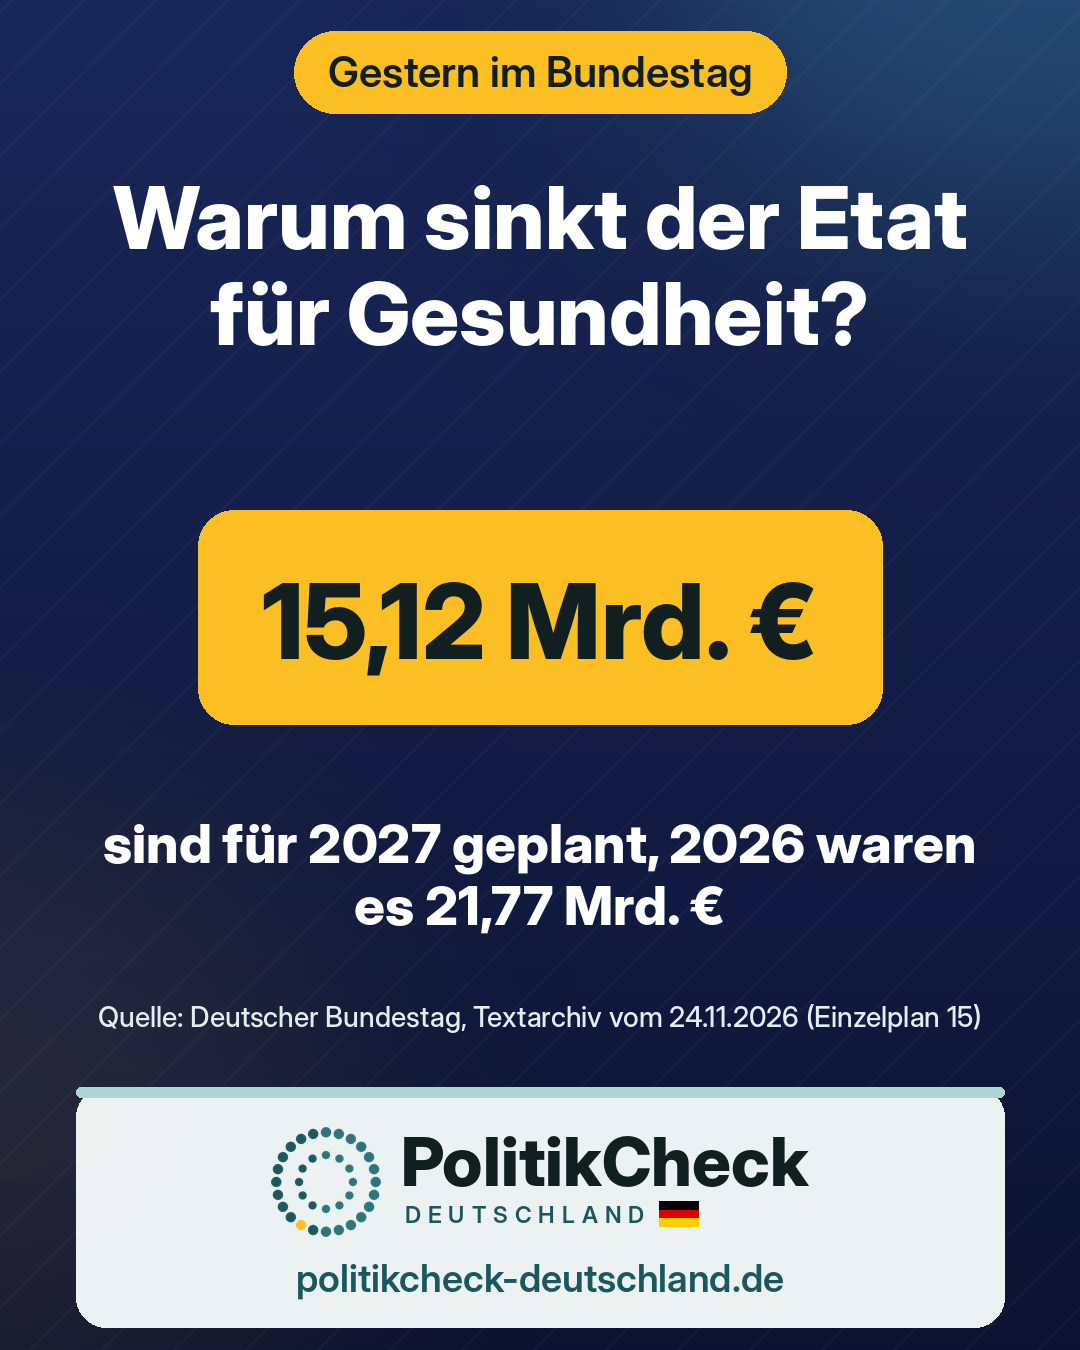 Gestern im Bundestag
Warum sinkt der Etat
für Gesundheit?
15,12 Mrd. €
sind für 2027 geplant, 2026 waren
es 21,77 Mrd. €
Quelle: Deutscher Bundestag, Textarchiv vom 24.11.2026 (Einzelplan 15)
PolitikCheck
DEUTSCHLAND
politikcheck-deutschland.de